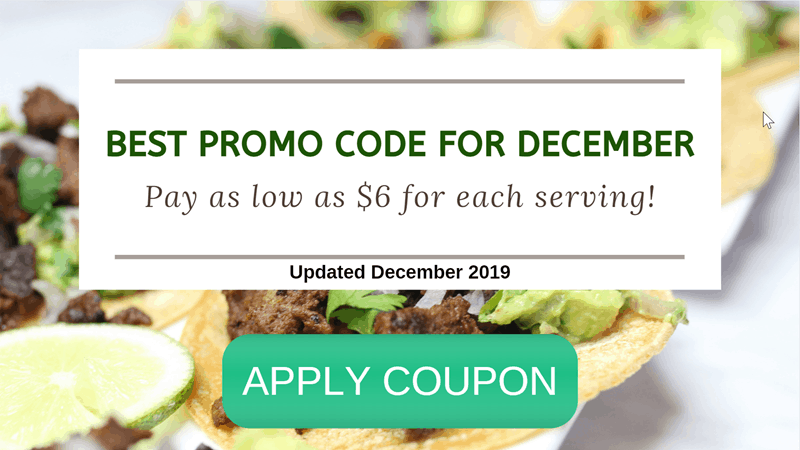 BEST PROMO CODE FOR DECEMBER
Pay as low as $6 for each serving!
Updated December 2019
APPLY COUPON